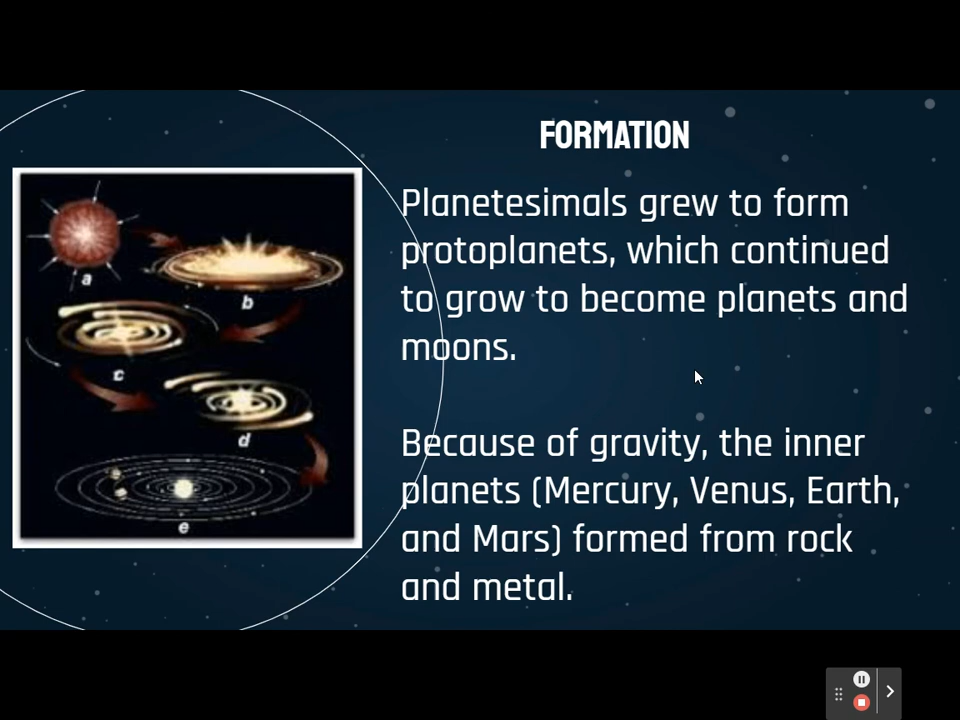 FORMATION
Planetesimals grew to form
protoplanets, which continued
to grow to become planets and
moons.
Because of gravity, the inner
planets (Mercury, Venus, Earth,
and Mars) formed from rock
and metal.
a
b
c
d
e